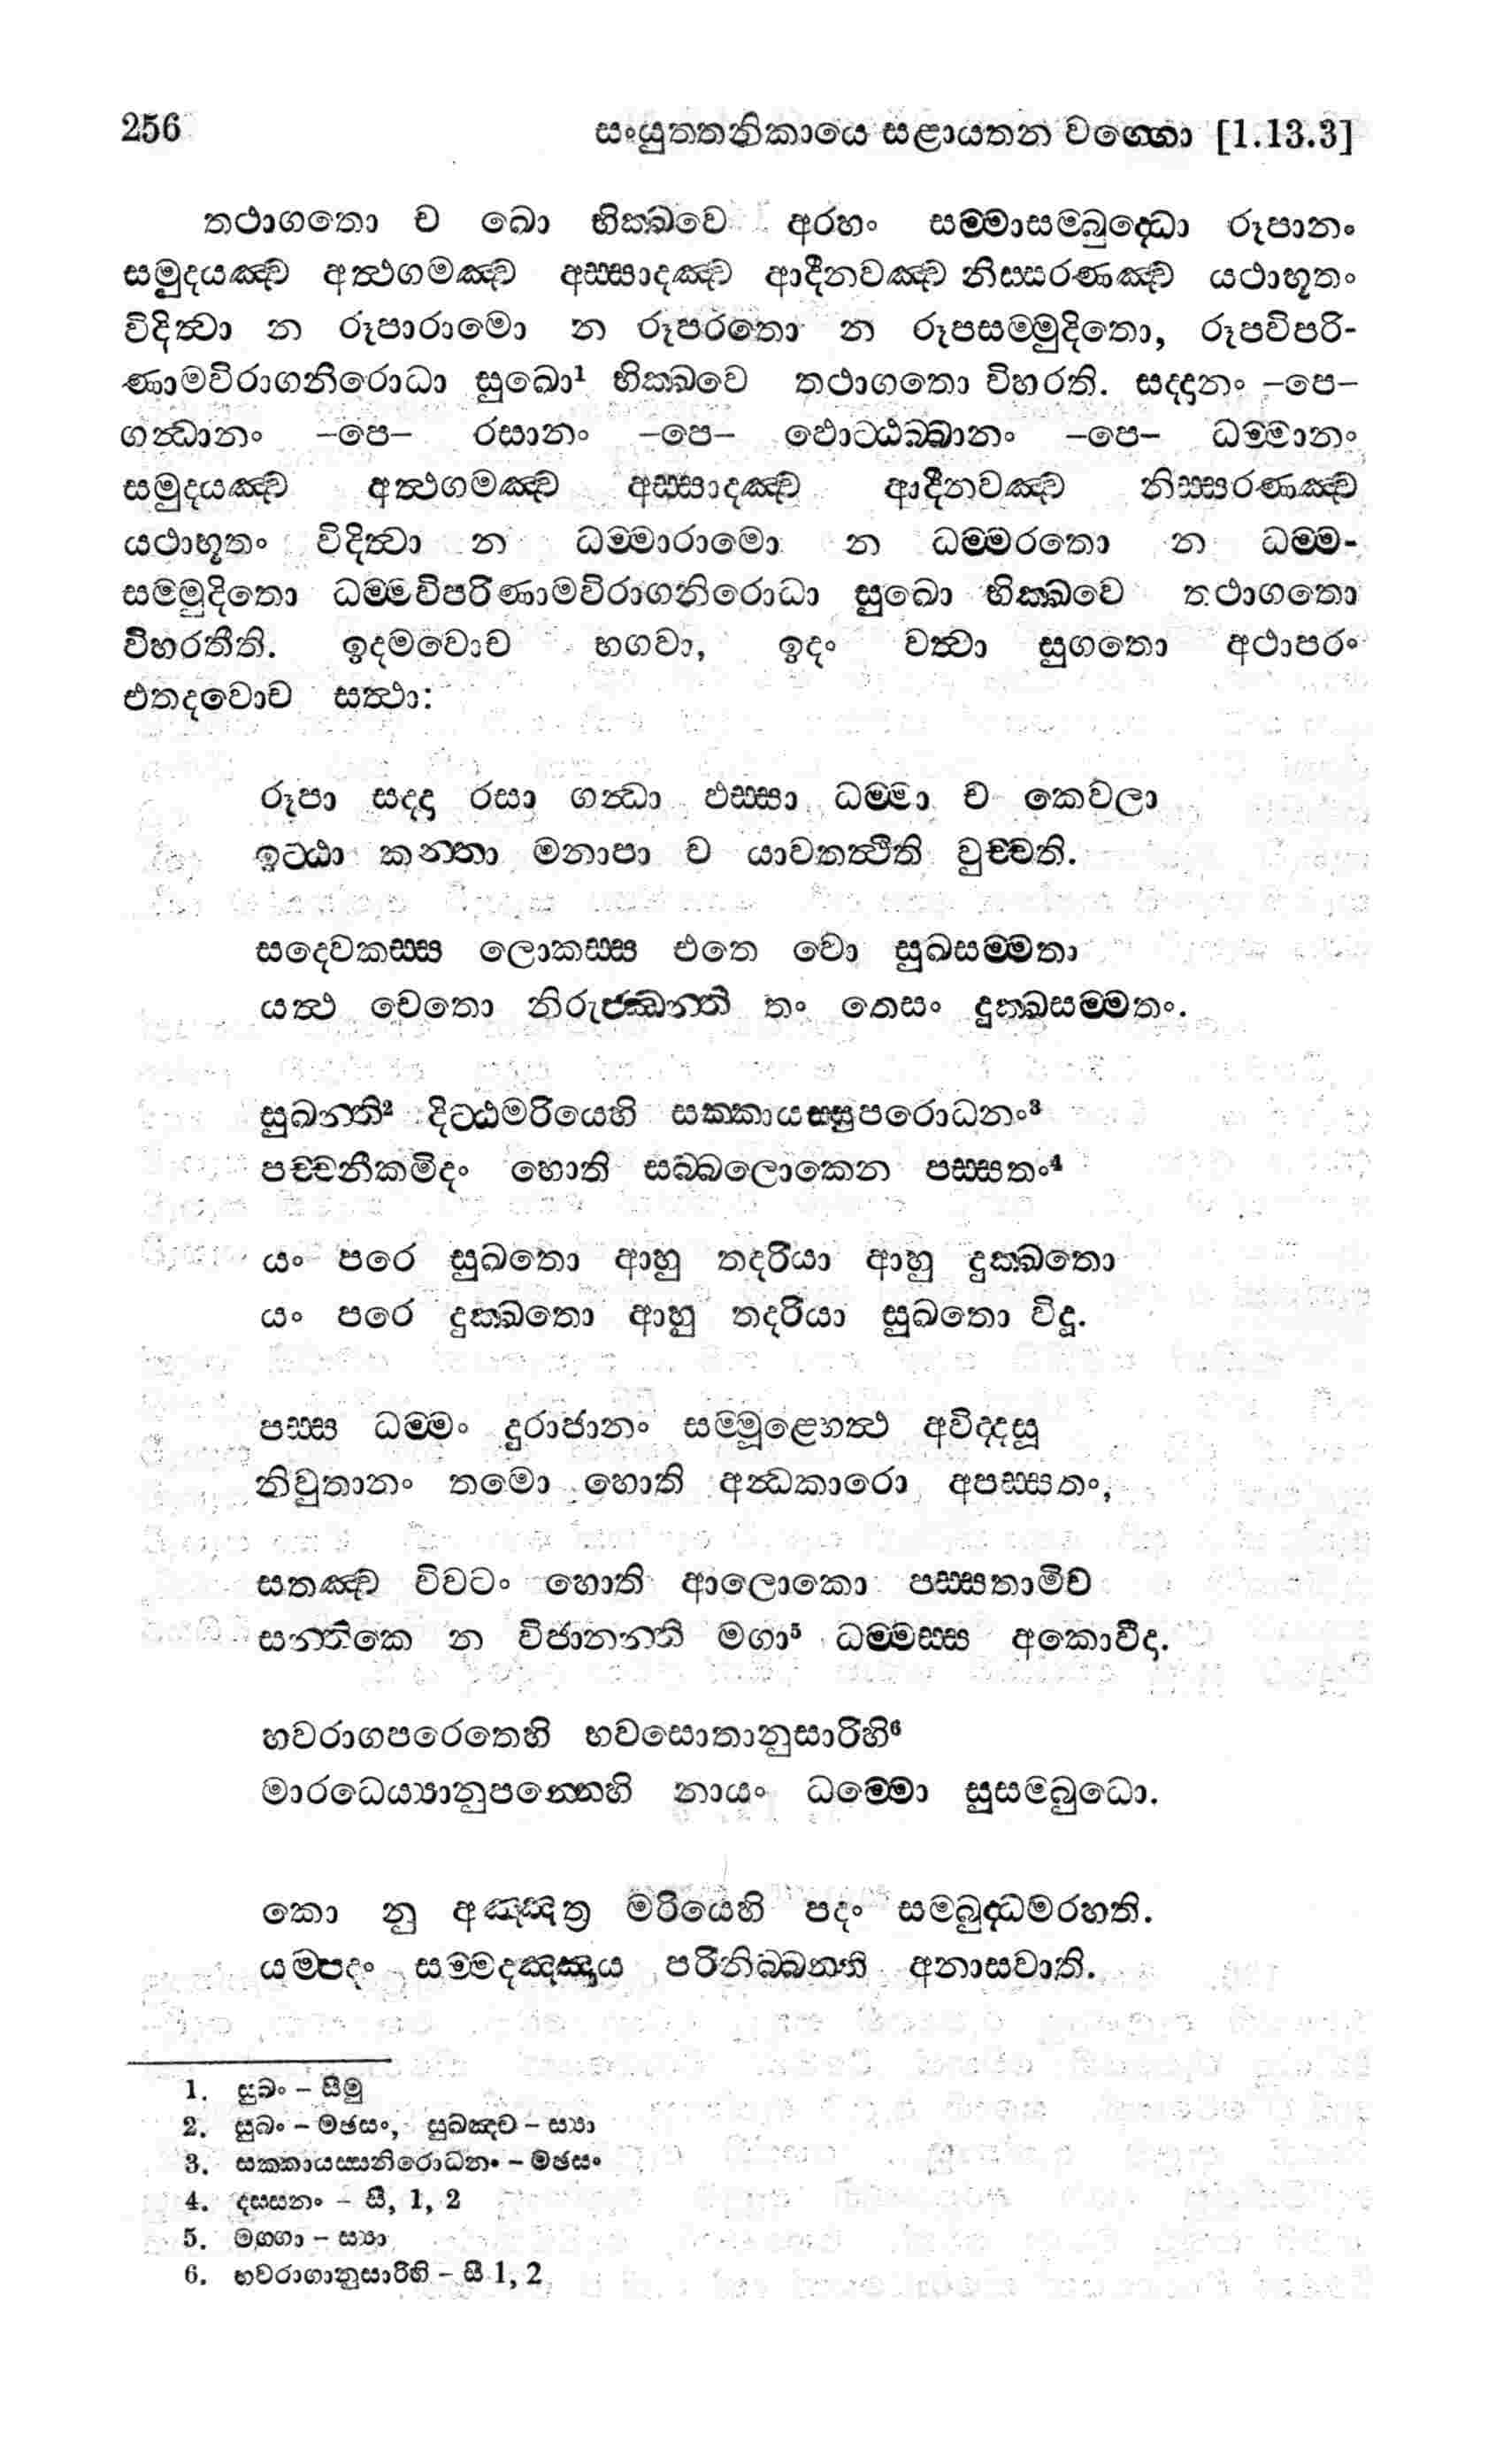 256 සංයුත්තනිකායෙ සළායතන වග්ගො [1.13.3]
තථාගතො ච ඛො භික්ඛවෙ අරහං සම්මාසම්බුද්ධො රූපානං
සමුදයඤ්ච අත්ථගමඤ්ච අස්සාදඤ්ච ආදීනවඤ්ච නිස්සරණඤ්ච යථාභූතං
විදිත්වා න රූපාරාමො න රූපරතො න රූපසම්මුදිතො, රූපවිපරි-
ණාමවිරාගනිරොධා සුඛො¹ භික්ඛවෙ තථාගතො විහරති. සද්දානං –පෙ–
ගන්ධානං –පෙ– රසානං –පෙ– ඵොට්ඨබ්බානං –පෙ– ධම්මානං
සමුදයඤ්ච අත්ථගමඤ්ච අස්සාදඤ්ච ආදීනවඤ්ච නිස්සරණඤ්ච
යථාභූතං විදිත්වා න ධම්මාරාමො න ධම්මරතො න ධම්ම-
සම්මුදිතො ධම්මවිපරිණාමවිරාගනිරොධා සුඛො භික්ඛවෙ තථාගතො
විහරතීති. ඉදමවොච භගවා, ඉදං වත්වා සුගතො අථාපරං
එතදවොච සත්ථා:
රූපා සද්දා රසා ගන්ධා ඵස්සා ධම්මා ච කෙවලා
ඉට්ඨා කන්තා මනාපා ච යාවතත්ථීති වුච්චති.
සදෙවකස්ස ලොකස්ස එතෙ වො සුඛසම්මතා
යත්ථ චෙතො නිරුජ්ඣන්ති තං තෙසං දුක්ඛසම්මතං.
සුඛන්ති² දිට්ඨමරියෙහි සක්කායස්සුපරොධනං³
පච්චනීකමිදං හොති සබ්බලොකෙන පස්සතං⁴
යං පරෙ සුඛතො ආහු තදරියා ආහු දුක්ඛතො
යං පරෙ දුක්ඛතො ආහු තදරියා සුඛතො විදූ.
පස්ස ධම්මං දුරාජානං සම්මූළ්හෙත්ථ අවිද්දසූ
නිවුතානං තමො හොති අන්ධකාරො අපස්සතං,
සතඤ්ච විවටං හොති ආලොකො පස්සතාමිව
සන්තිකෙ න විජානන්ති මගා⁵ ධම්මස්ස අකොවිදා.
භවරාගපරෙතෙහි භවසොතානුසාරිහි⁶
මාරධෙය්‍යානුපන්නෙහි නායං ධම්මො සුසම්බුධො.
කො නු අඤ්ඤත්‍ර මරියෙහි පදං සම්බුද්ධමරහති.
යම්පදං සම්මදඤ්ඤාය පරිනිබ්බන්ති අනාසවාති.
1. සුඛං – සීමු
2. සුඛං – මඡසං, සුඛඤ්ච – ස්‍යා
3. සක්කායස්සනිරොධනං – මඡසං
4. දස්සනං – සී, 1, 2
5. මග්ගා – ස්‍යා
6. භවරාගානුසාරිහි – සී 1, 2